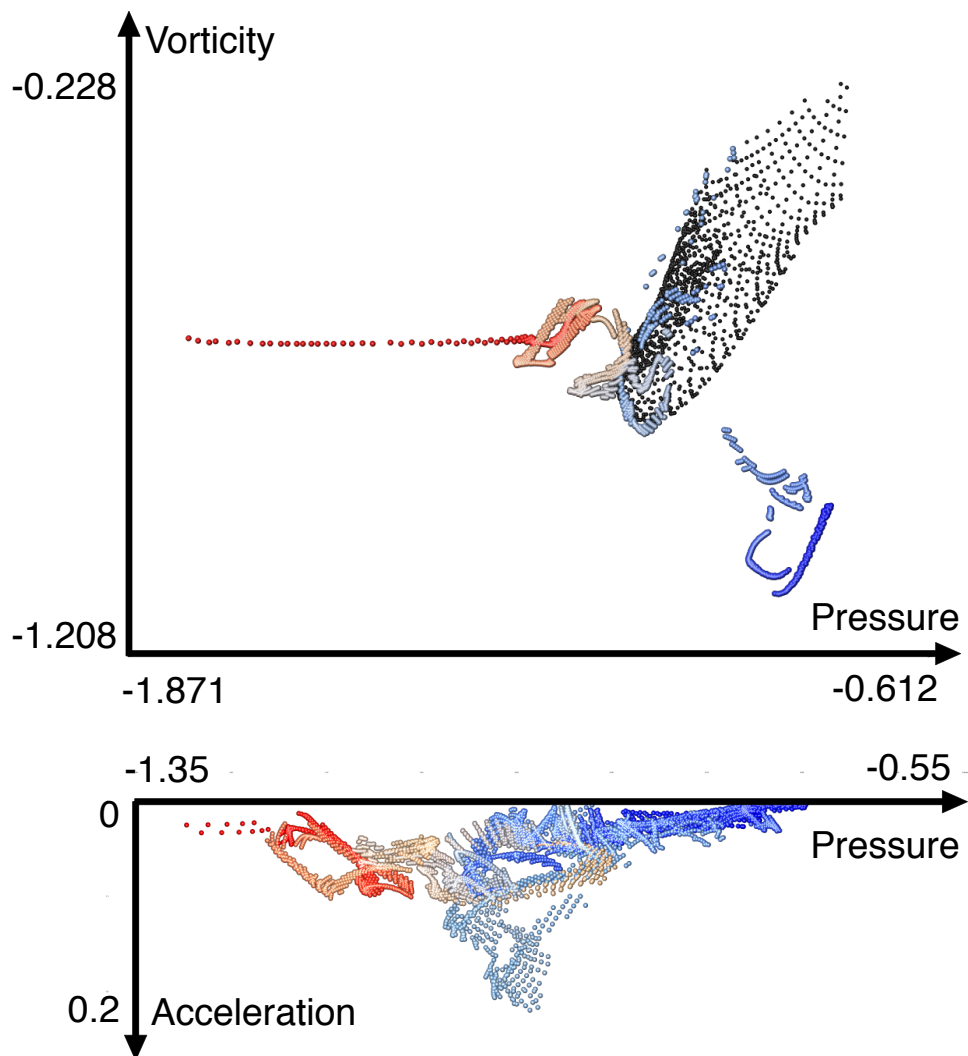 Vorticity
-0.228
-1.208
Pressure
-1.871
-0.612
-1.35
-0.55
0
Pressure
0.2
Acceleration